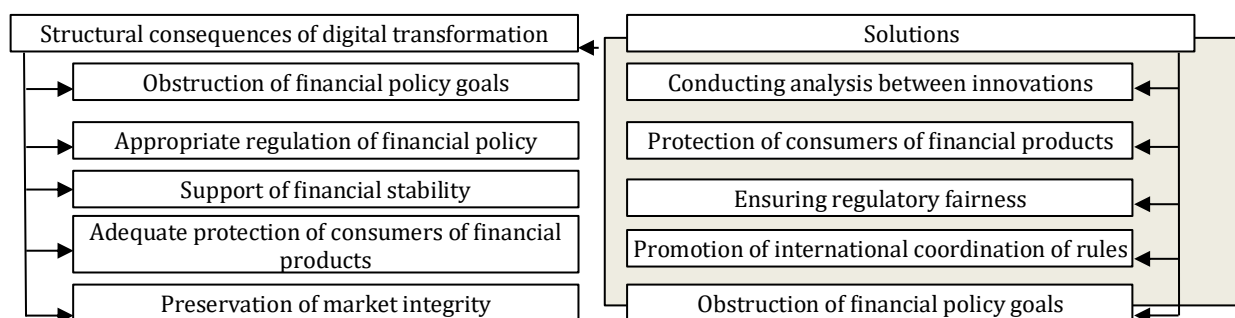 Structural consequences of digital transformation
Obstruction of financial policy goals
Appropriate regulation of financial policy
Support of financial stability
Adequate protection of consumers of financial
products
Preservation of market integrity
Solutions
Conducting analysis between innovations
Protection of consumers of financial products
Ensuring regulatory fairness
Promotion of international coordination of rules
Obstruction of financial policy goals